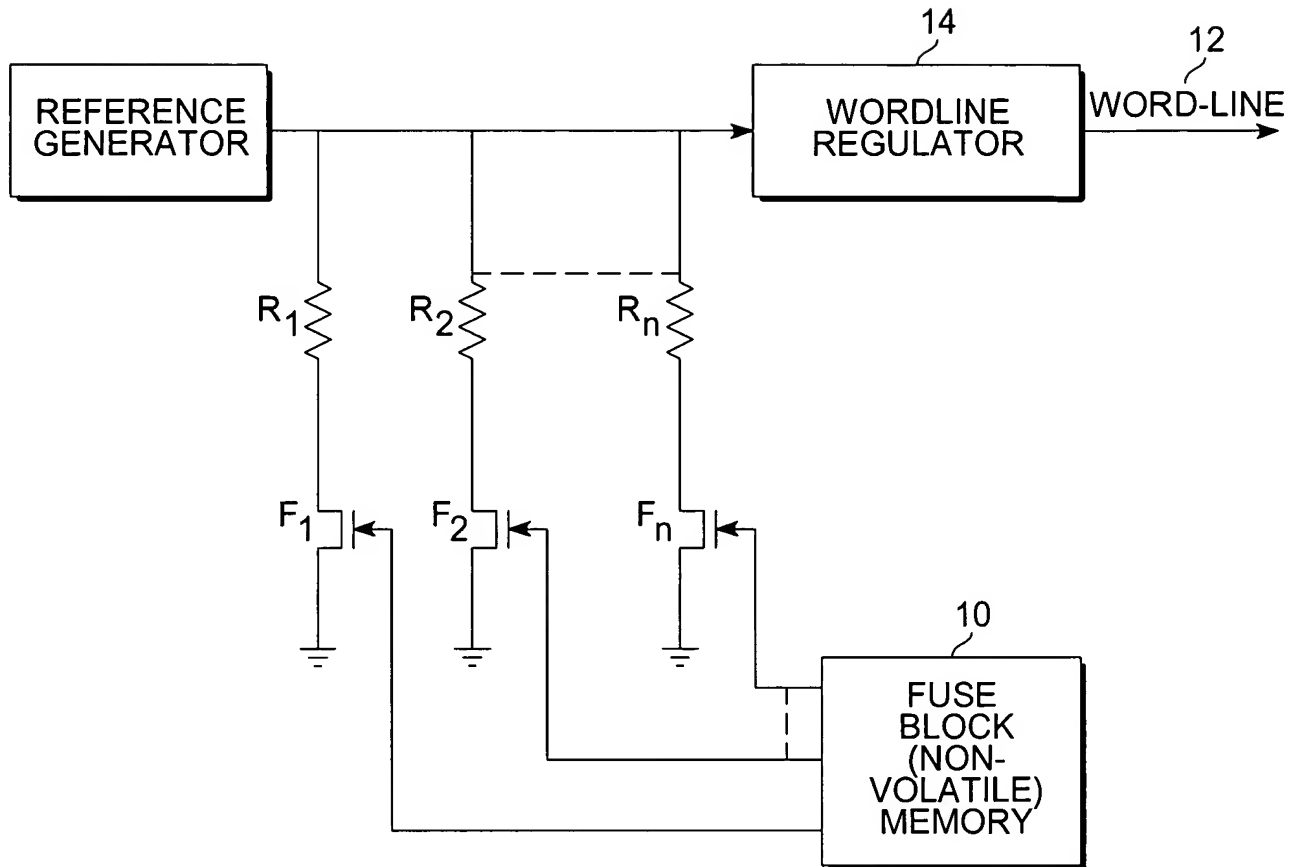 14
12
REFERENCE
GENERATOR
WORDLINE
REGULATOR
WORD-LINE
R1
R2
Rn
F1
F2
Fn
10
FUSE
BLOCK
(NON-
VOLATILE)
MEMORY